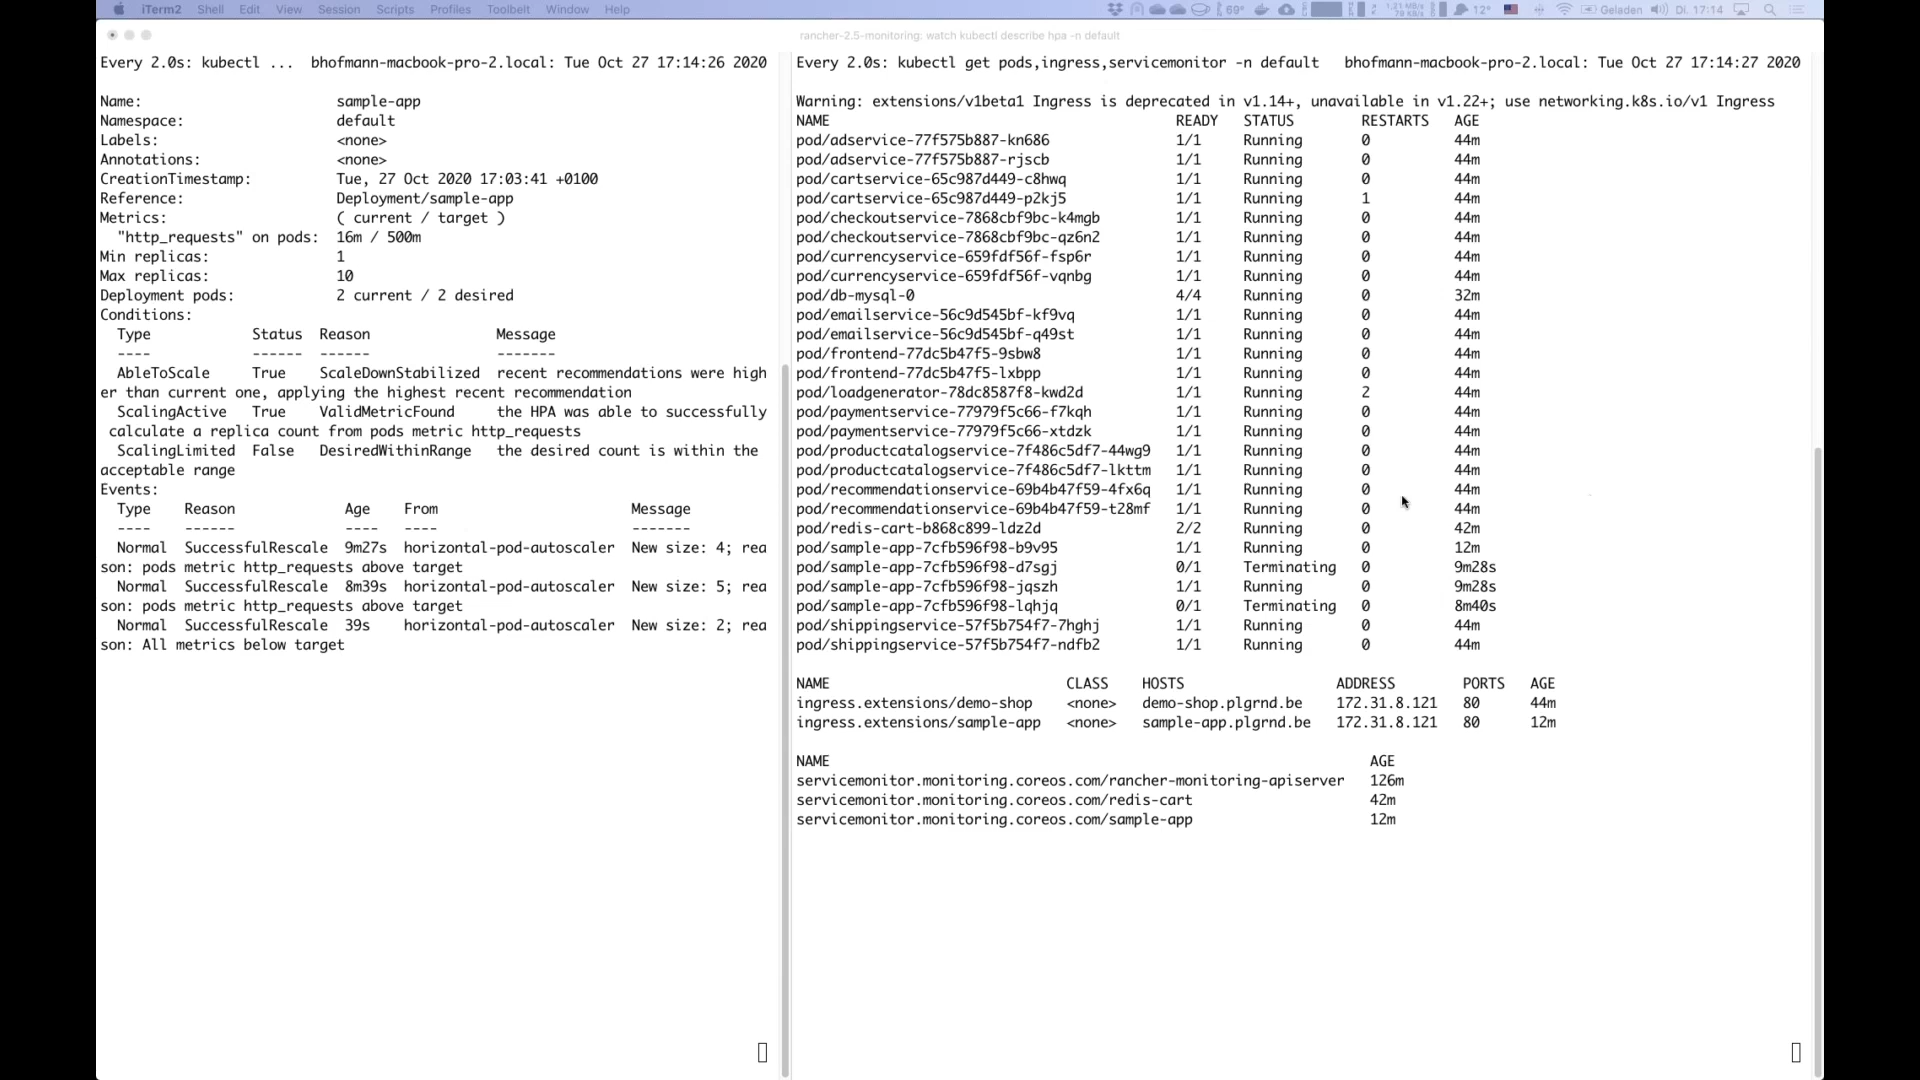 iTerm2 Shell Edit View Session Scripts Profiles Toolbelt Window Help 69° 12° Geladen Di. 17:14
rancher-2.5-monitoring: watch kubectl describe hpa -n default
Every 2.0s: kubectl ... bhofmann-macbook-pro-2.local: Tue Oct 27 17:14:26 2020
Name: sample-app
Namespace: default
Labels: <none>
Annotations: <none>
CreationTimestamp: Tue, 27 Oct 2020 17:03:41 +0100
Reference: Deployment/sample-app
Metrics: ( current / target )
"http_requests" on pods: 16m / 500m
Min replicas: 1
Max replicas: 10
Deployment pods: 2 current / 2 desired
Conditions:
Type Status Reason Message
---- ------ ------ -------
AbleToScale True ScaleDownStabilized recent recommendations were high
er than current one, applying the highest recent recommendation
ScalingActive True ValidMetricFound the HPA was able to successfully
calculate a replica count from pods metric http_requests
ScalingLimited False DesiredWithinRange the desired count is within the
acceptable range
Events:
Type Reason Age From Message
---- ------ ---- ---- -------
Normal SuccessfulRescale 9m27s horizontal-pod-autoscaler New size: 4; rea
son: pods metric http_requests above target
Normal SuccessfulRescale 8m39s horizontal-pod-autoscaler New size: 5; rea
son: pods metric http_requests above target
Normal SuccessfulRescale 39s horizontal-pod-autoscaler New size: 2; rea
son: All metrics below target
Every 2.0s: kubectl get pods,ingress,servicemonitor -n default bhofmann-macbook-pro-2.local: Tue Oct 27 17:14:27 2020
Warning: extensions/v1beta1 Ingress is deprecated in v1.14+, unavailable in v1.22+; use networking.k8s.io/v1 Ingress
NAME READY STATUS RESTARTS AGE
pod/adservice-77f575b887-kn686 1/1 Running 0 44m
pod/adservice-77f575b887-rjscb 1/1 Running 0 44m
pod/cartservice-65c987d449-c8hwq 1/1 Running 0 44m
pod/cartservice-65c987d449-p2kj5 1/1 Running 1 44m
pod/checkoutservice-7868cbf9bc-k4mgb 1/1 Running 0 44m
pod/checkoutservice-7868cbf9bc-qz6n2 1/1 Running 0 44m
pod/currencyservice-659fdf56f-fsp6r 1/1 Running 0 44m
pod/currencyservice-659fdf56f-vqnbg 1/1 Running 0 44m
pod/db-mysql-0 4/4 Running 0 32m
pod/emailservice-56c9d545bf-kf9vq 1/1 Running 0 44m
pod/emailservice-56c9d545bf-q49st 1/1 Running 0 44m
pod/frontend-77dc5b47f5-9sbw8 1/1 Running 0 44m
pod/frontend-77dc5b47f5-lxbpp 1/1 Running 0 44m
pod/loadgenerator-78dc8587f8-kwd2d 1/1 Running 2 44m
pod/paymentservice-77979f5c66-f7kqh 1/1 Running 0 44m
pod/paymentservice-77979f5c66-xtdzk 1/1 Running 0 44m
pod/productcatalogservice-7f486c5df7-44wg9 1/1 Running 0 44m
pod/productcatalogservice-7f486c5df7-lkttm 1/1 Running 0 44m
pod/recommendationservice-69b4b47f59-4fx6q 1/1 Running 0 44m
pod/recommendationservice-69b4b47f59-t28mf 1/1 Running 0 44m
pod/redis-cart-b868c899-ldz2d 2/2 Running 0 42m
pod/sample-app-7cfb596f98-b9v95 1/1 Running 0 12m
pod/sample-app-7cfb596f98-d7sgj 0/1 Terminating 0 9m28s
pod/sample-app-7cfb596f98-jqszh 1/1 Running 0 9m28s
pod/sample-app-7cfb596f98-lqhjq 0/1 Terminating 0 8m40s
pod/shippingservice-57f5b754f7-7hghj 1/1 Running 0 44m
pod/shippingservice-57f5b754f7-ndfb2 1/1 Running 0 44m
NAME CLASS HOSTS ADDRESS PORTS AGE
ingress.extensions/demo-shop <none> demo-shop.plgrnd.be 172.31.8.121 80 44m
ingress.extensions/sample-app <none> sample-app.plgrnd.be 172.31.8.121 80 12m
NAME AGE
servicemonitor.monitoring.coreos.com/rancher-monitoring-apiserver 126m
servicemonitor.monitoring.coreos.com/redis-cart 42m
servicemonitor.monitoring.coreos.com/sample-app 12m